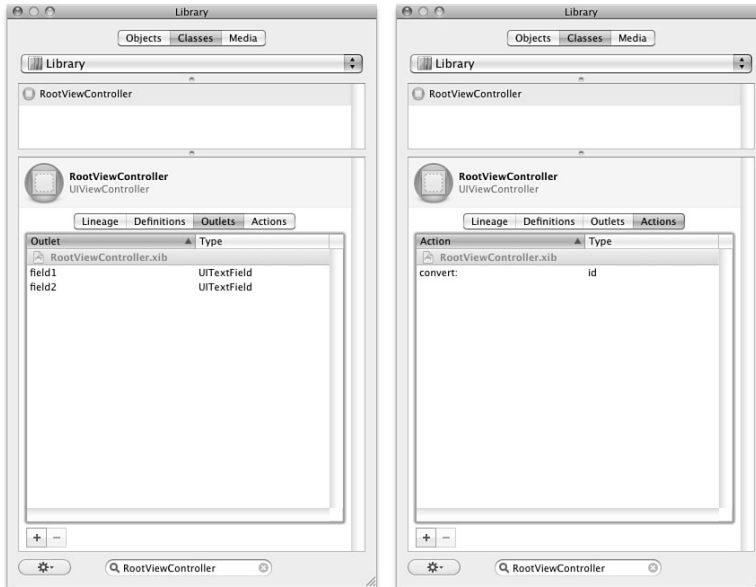 Library
Objects Classes Media
Library
RootViewController
RootViewController
UIViewController
Lineage Definitions Outlets Actions
Outlet Type
RootViewController.xib
field1 UITextField
field2 UITextField
+ −
RootViewController
Library
Objects Classes Media
Library
RootViewController
RootViewController
UIViewController
Lineage Definitions Outlets Actions
Action Type
RootViewController.xib
convert: id
+ −
RootViewController